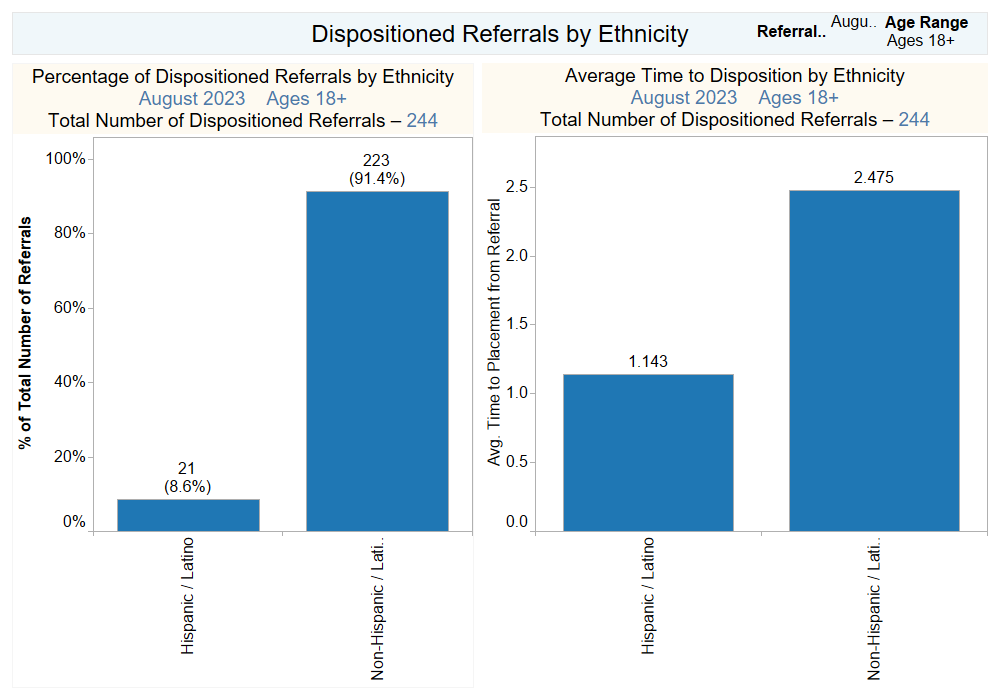 Dispositioned Referrals by Ethnicity
Referral..
Augu..
Age Range
Ages 18+
Percentage of Dispositioned Referrals by Ethnicity
August 2023 Ages 18+
Total Number of Dispositioned Referrals – 244
% of Total Number of Referrals
100%
80%
60%
40%
20%
0%
21
(8.6%)
223
(91.4%)
Hispanic / Latino
Non-Hispanic / Lati..
Average Time to Disposition by Ethnicity
August 2023 Ages 18+
Total Number of Dispositioned Referrals – 244
Avg. Time to Placement from Referral
2.5
2.0
1.5
1.0
0.5
0.0
1.143
2.475
Hispanic / Latino
Non-Hispanic / Lati..